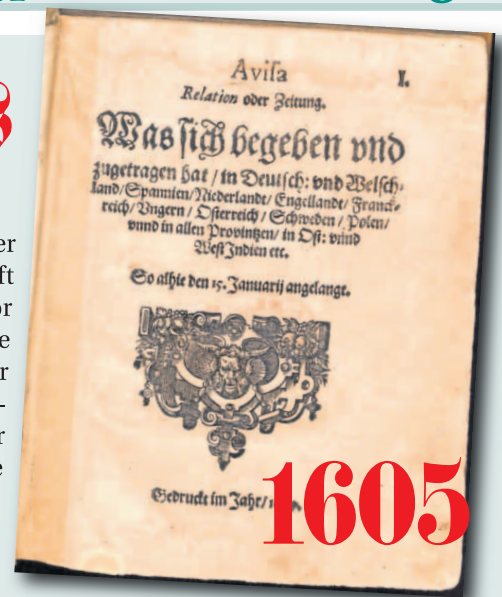 Avisa
I.
Relation oder Zeitung.
Was sich begeben vnd
zugetragen hat / in Deutsch: vnd Welsch-
land / Spannien / Niederlandt / Engellandt / Franck-
reich / Vngern / Osterreich / Schweden / Polen /
vnnd in allen Provintzen / in Ost: vnnd
West Indien etc.
So alhie den 15. Januarij angelangt.
Gedruckt im Jahr /
1605